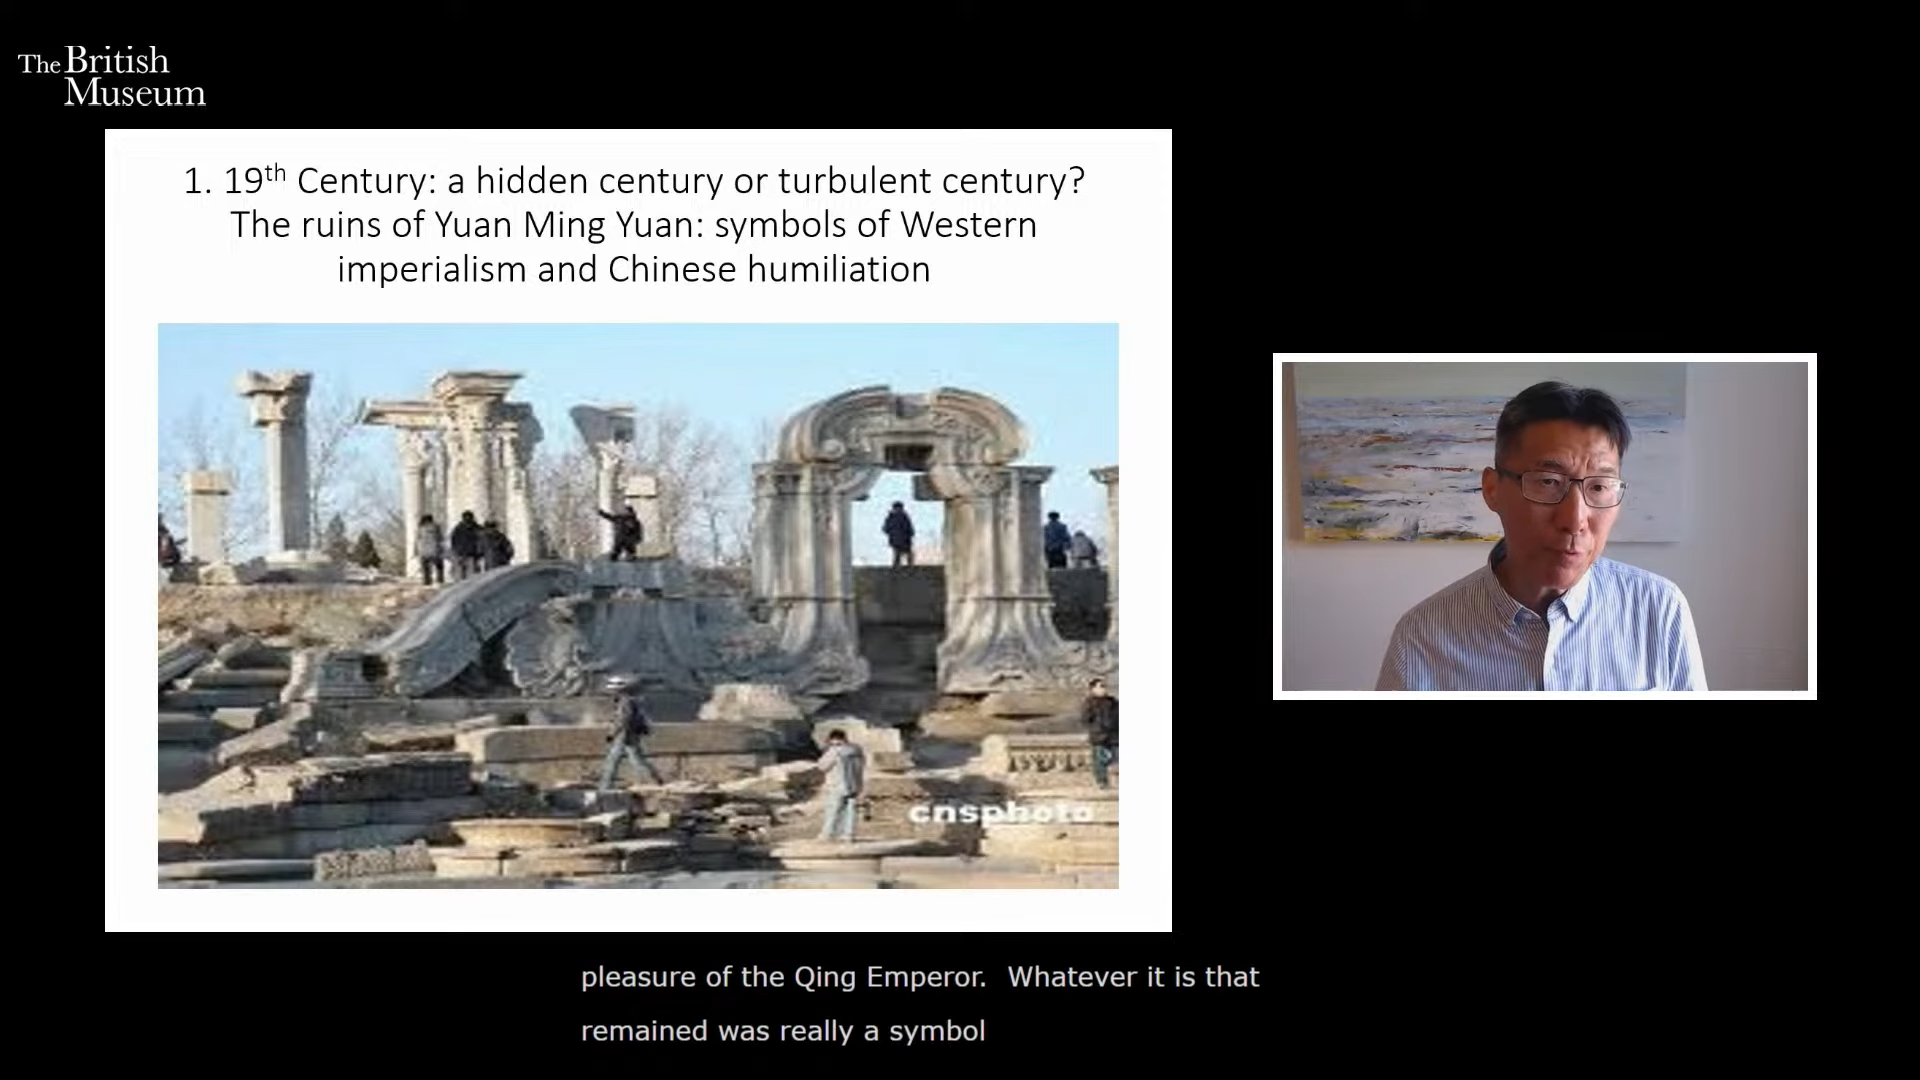 The British
Museum
1. 19th Century: a hidden century or turbulent century?
The ruins of Yuan Ming Yuan: symbols of Western
imperialism and Chinese humiliation
cnsphoto
pleasure of the Qing Emperor.  Whatever it is that
remained was really a symbol